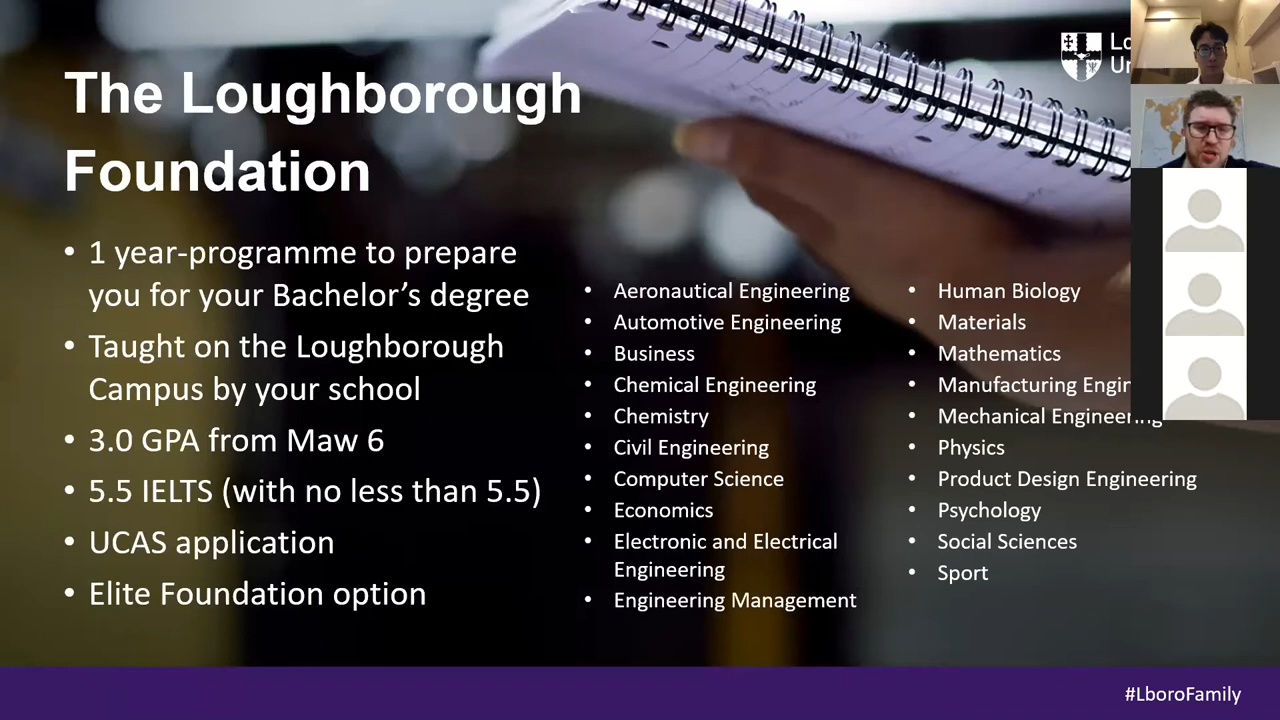 The Loughborough
Foundation
• 1 year-programme to prepare
you for your Bachelor’s degree
• Taught on the Loughborough
Campus by your school
• 3.0 GPA from Maw 6
• 5.5 IELTS (with no less than 5.5)
• UCAS application
• Elite Foundation option
• Aeronautical Engineering
• Automotive Engineering
• Business
• Chemical Engineering
• Chemistry
• Civil Engineering
• Computer Science
• Economics
• Electronic and Electrical
Engineering
• Engineering Management
• Human Biology
• Materials
• Mathematics
• Manufacturing
• Mechanical Engineering
• Physics
• Product Design Engineering
• Psychology
• Social Sciences
• Sport
#LboroFamily